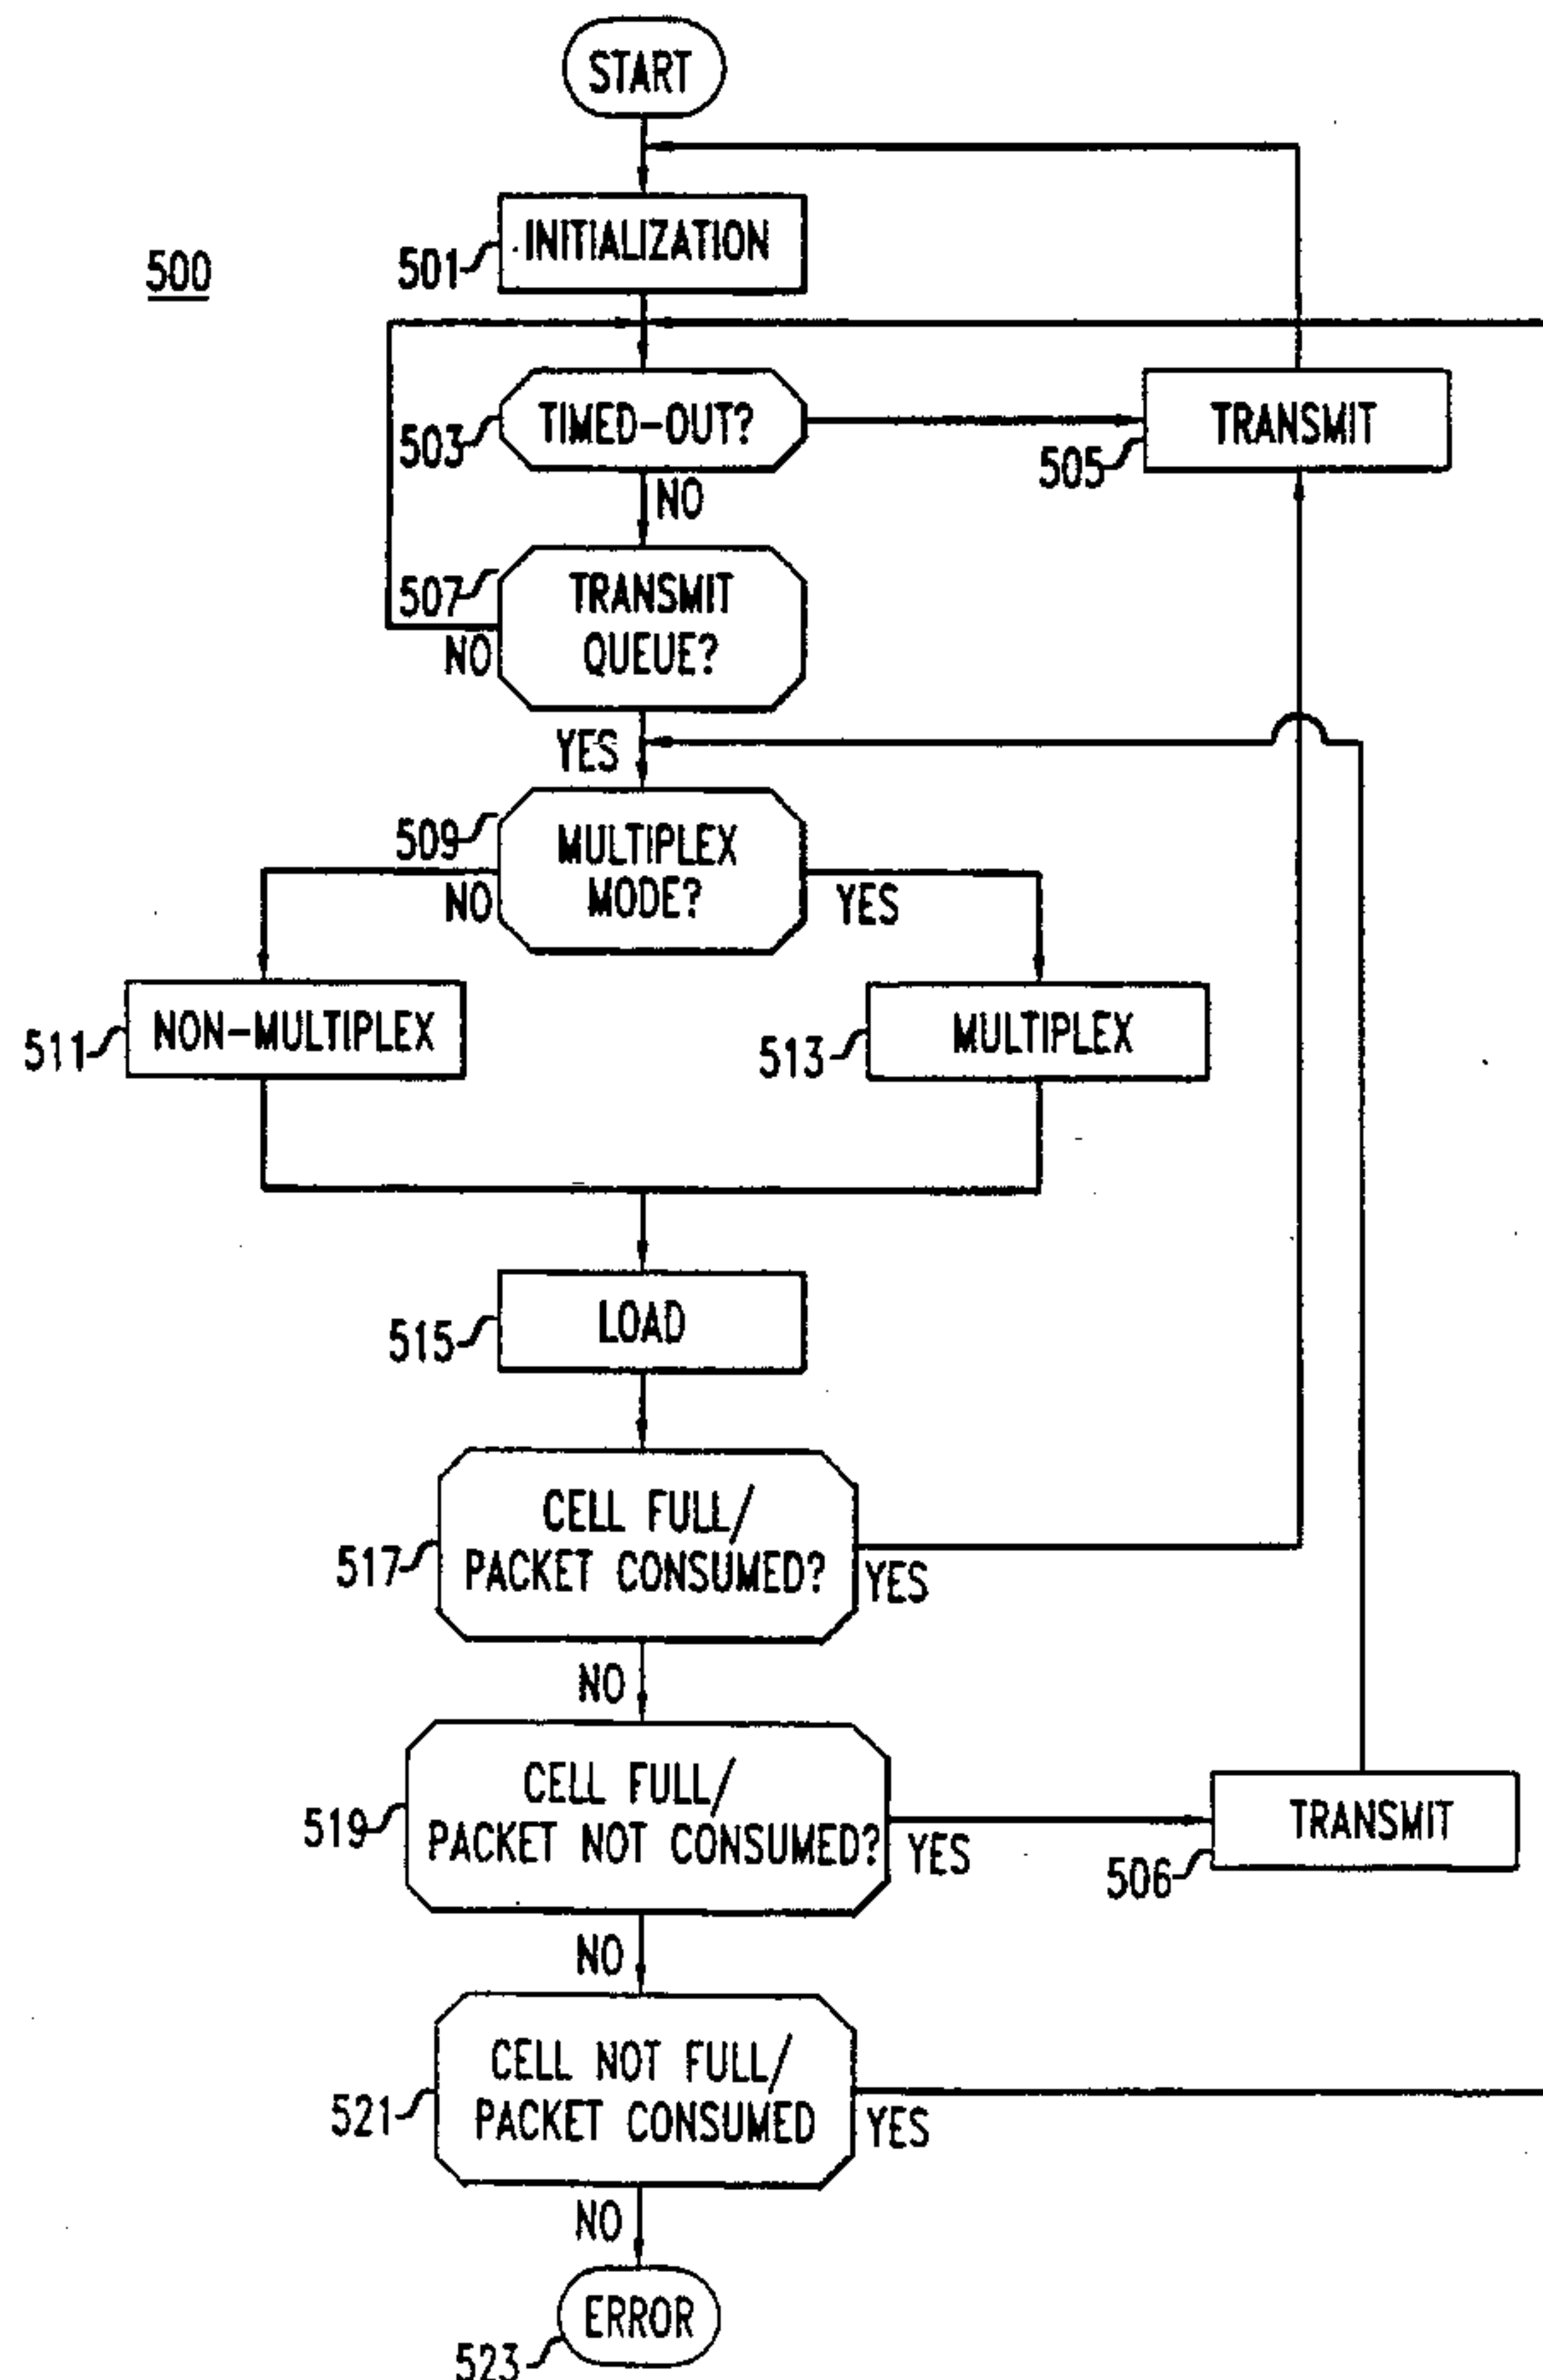 START
INITIALIZATION
501
500
TIMED-OUT?
503
TRANSMIT
505
NO
507
TRANSMIT
QUEUE?
NO
YES
509
MULTIPLEX
MODE?
NO
YES
NON-MULTIPLEX
511
MULTIPLEX
513
LOAD
515
CELL FULL/
PACKET CONSUMED?
517
YES
NO
CELL FULL/
PACKET NOT CONSUMED?
519
YES
TRANSMIT
506
NO
CELL NOT FULL/
PACKET CONSUMED
521
YES
NO
ERROR
523